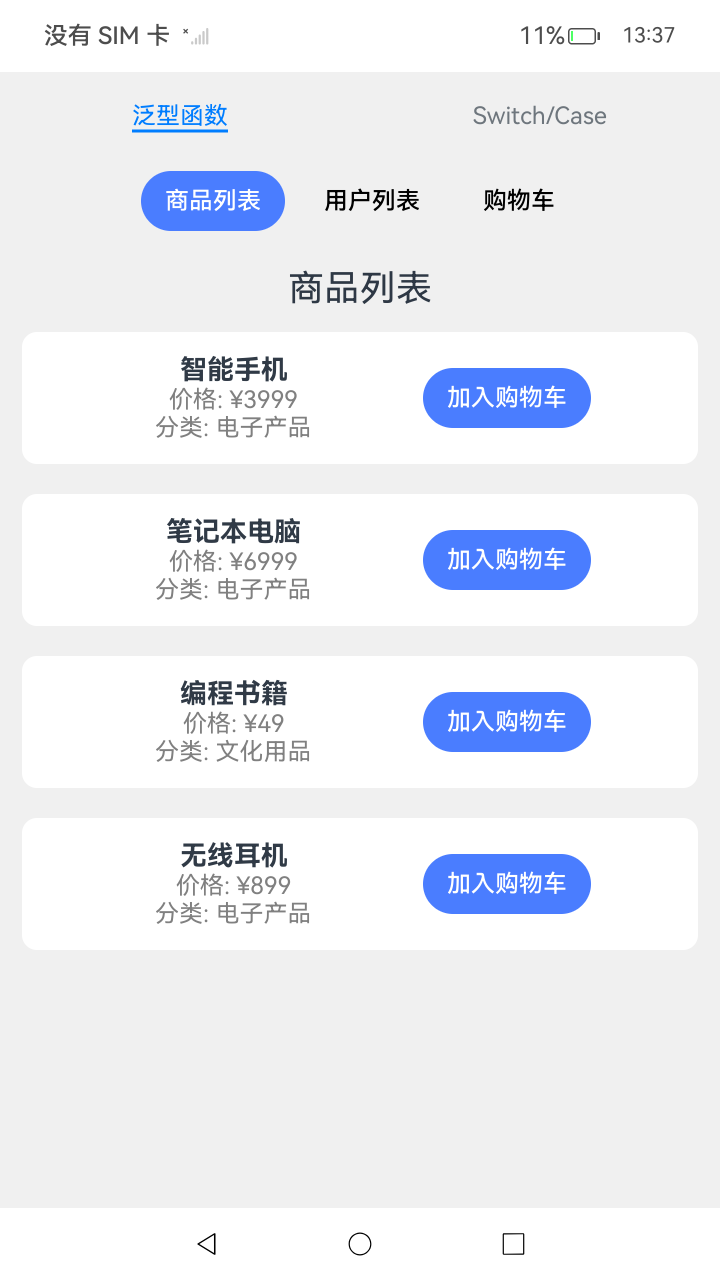 没有 SIM 卡 11% 13:37
泛型函数 Switch/Case
商品列表 用户列表 购物车
商品列表
智能手机
价格: ¥3999
分类: 电子产品
加入购物车
笔记本电脑
价格: ¥6999
分类: 电子产品
加入购物车
编程书籍
价格: ¥49
分类: 文化用品
加入购物车
无线耳机
价格: ¥899
分类: 电子产品
加入购物车